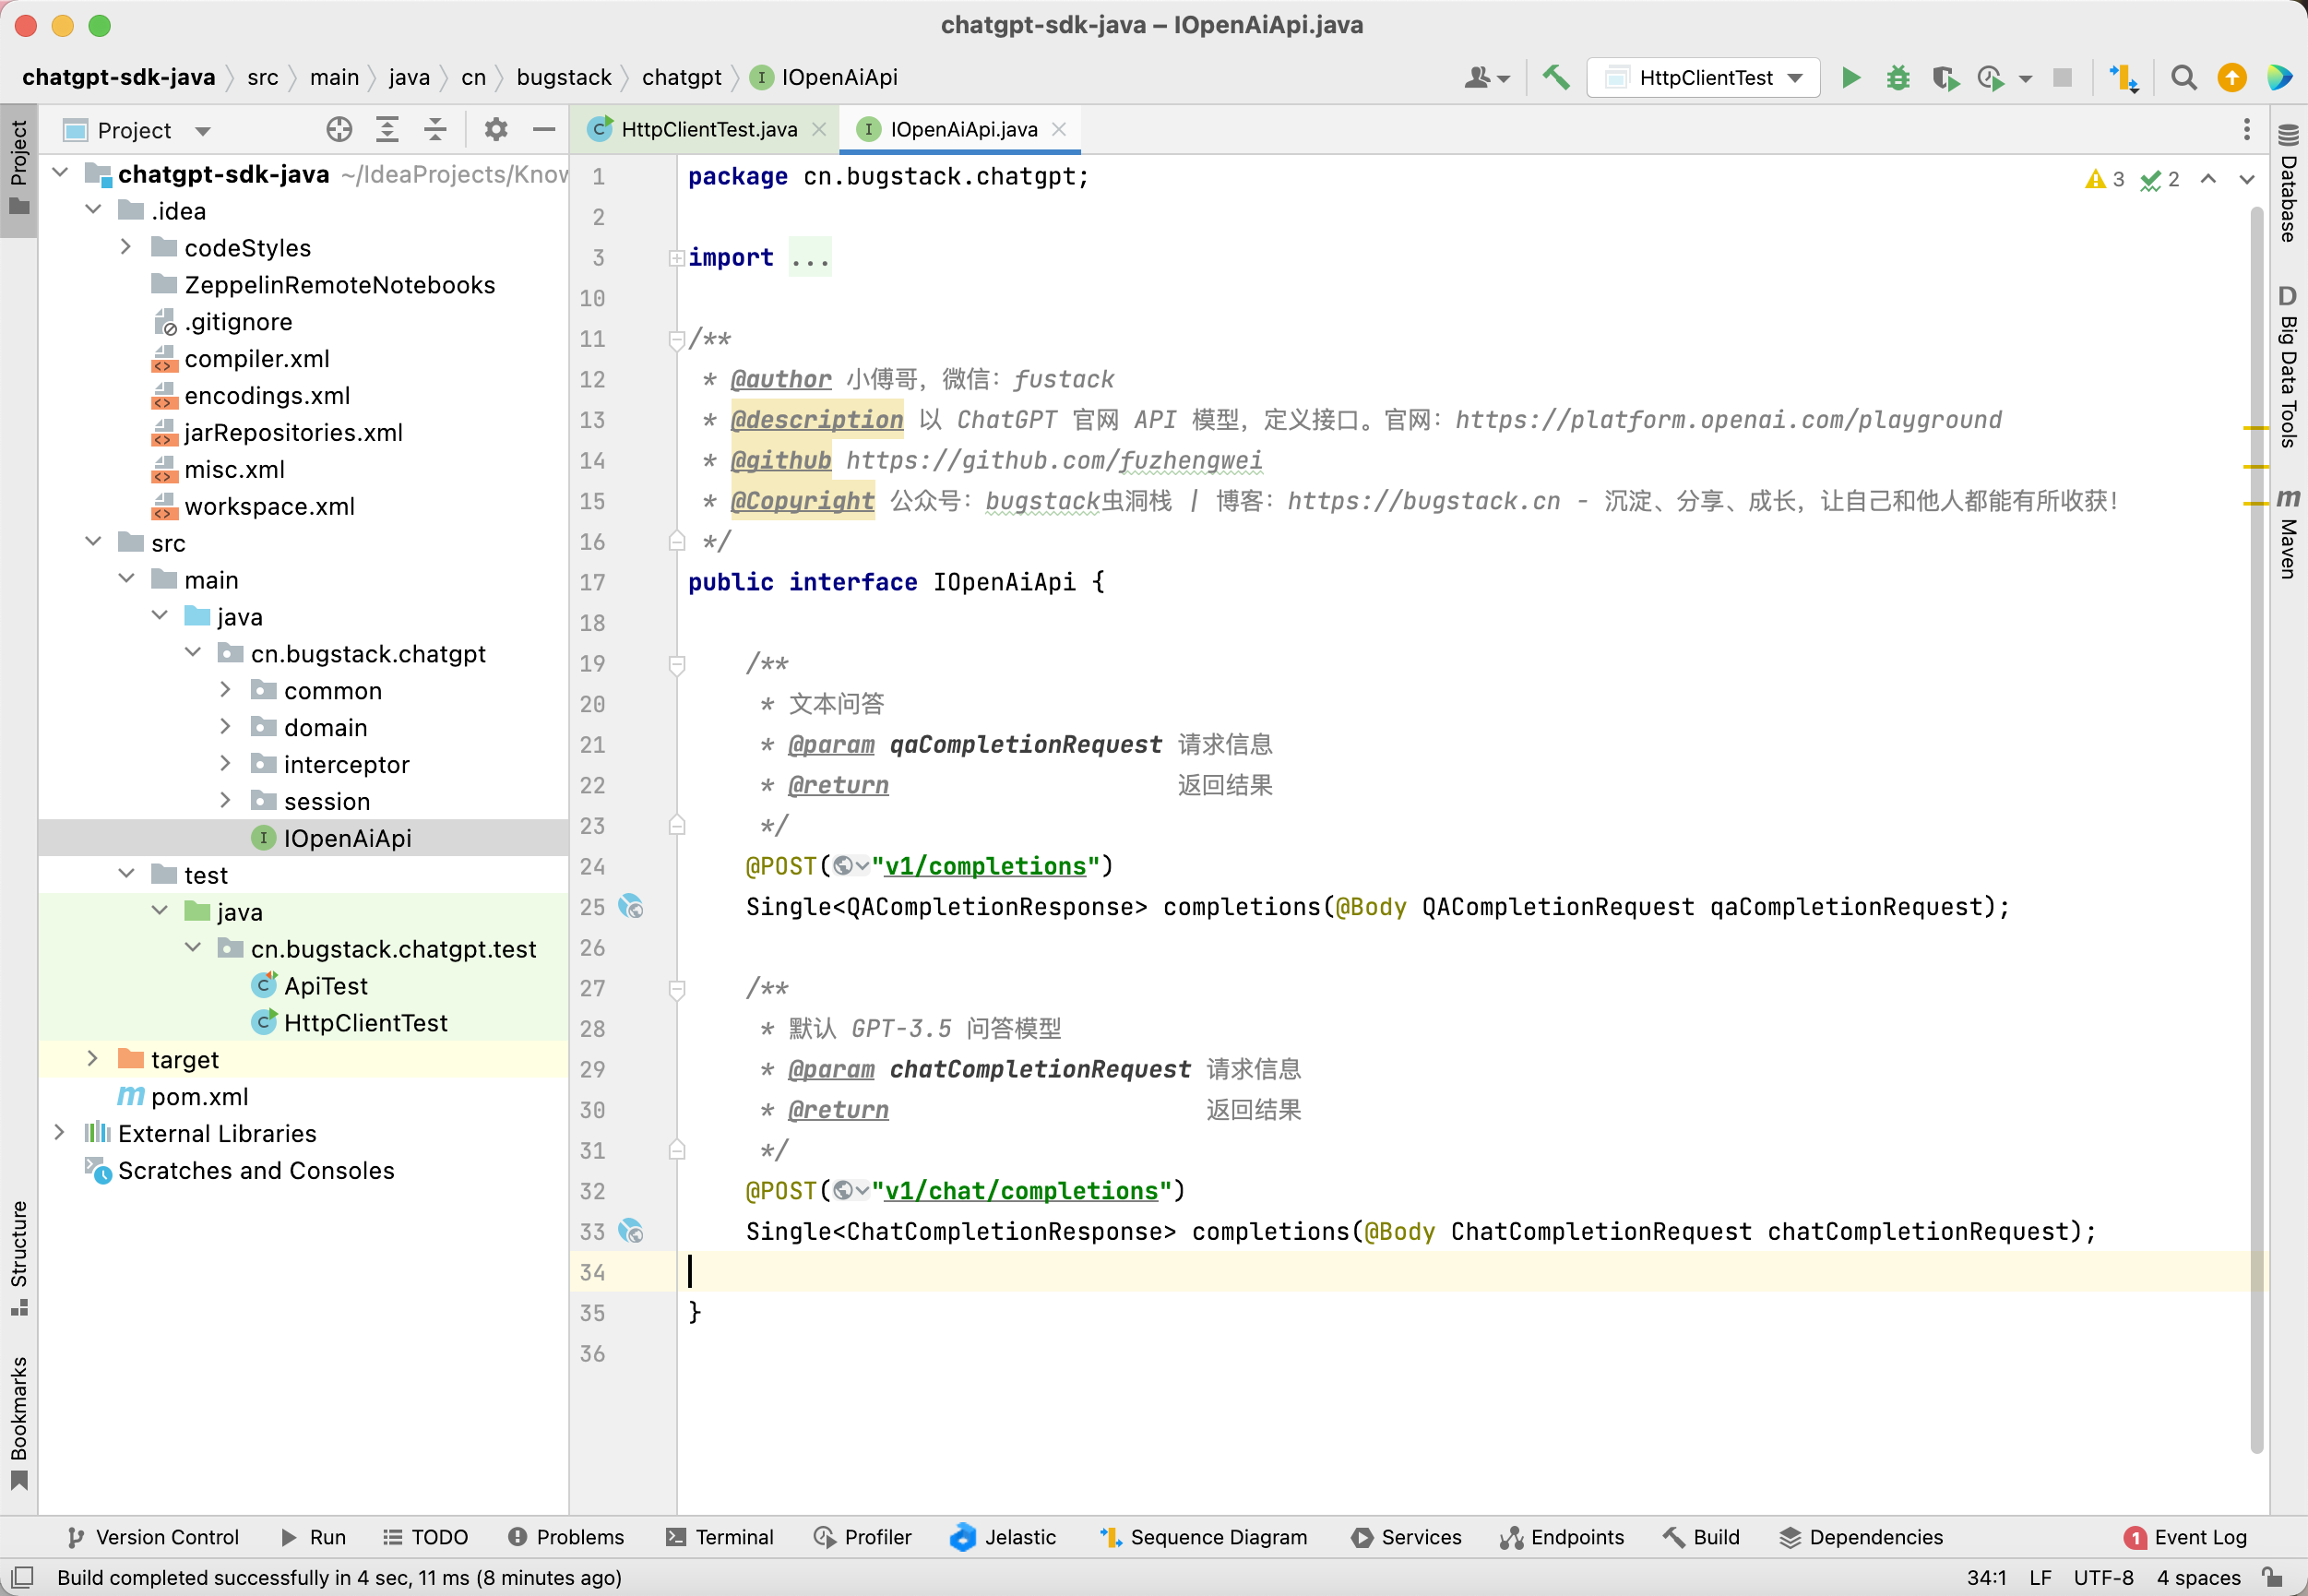 chatgpt-sdk-java – IOpenAiApi.java
chatgpt-sdk-java src main java cn bugstack chatgpt I IOpenAiApi
HttpClientTest
Project
Project
chatgpt-sdk-java ~/IdeaProjects/Know
.idea
codeStyles
ZeppelinRemoteNotebooks
.gitignore
compiler.xml
encodings.xml
jarRepositories.xml
misc.xml
workspace.xml
src
main
java
cn.bugstack.chatgpt
common
domain
interceptor
session
I IOpenAiApi
test
java
cn.bugstack.chatgpt.test
C ApiTest
C HttpClientTest
target
m pom.xml
External Libraries
Scratches and Consoles
Structure
Bookmarks
C HttpClientTest.java
I IOpenAiApi.java
3 2
1 package cn.bugstack.chatgpt;
2
3 import ...
10
11 /**
12 * @author 小傅哥，微信：fustack
13 * @description 以 ChatGPT 官网 API 模型，定义接口。官网：https://platform.openai.com/playground
14 * @github https://github.com/fuzhengwei
15 * @Copyright 公众号：bugstack虫洞栈 | 博客：https://bugstack.cn - 沉淀、分享、成长，让自己和他人都能有所收获！
16 */
17 public interface IOpenAiApi {
18
19 /**
20 * 文本问答
21 * @param qaCompletionRequest 请求信息
22 * @return 返回结果
23 */
24 @POST("v1/completions")
25 Single<QACompletionResponse> completions(@Body QACompletionRequest qaCompletionRequest);
26
27 /**
28 * 默认 GPT-3.5 问答模型
29 * @param chatCompletionRequest 请求信息
30 * @return 返回结果
31 */
32 @POST("v1/chat/completions")
33 Single<ChatCompletionResponse> completions(@Body ChatCompletionRequest chatCompletionRequest);
34
35 }
36
Database
D Big Data Tools
m Maven
Version Control Run TODO Problems Terminal Profiler Jelastic Sequence Diagram Services Endpoints Build Dependencies 1 Event Log
Build completed successfully in 4 sec, 11 ms (8 minutes ago) 34:1 LF UTF-8 4 spaces